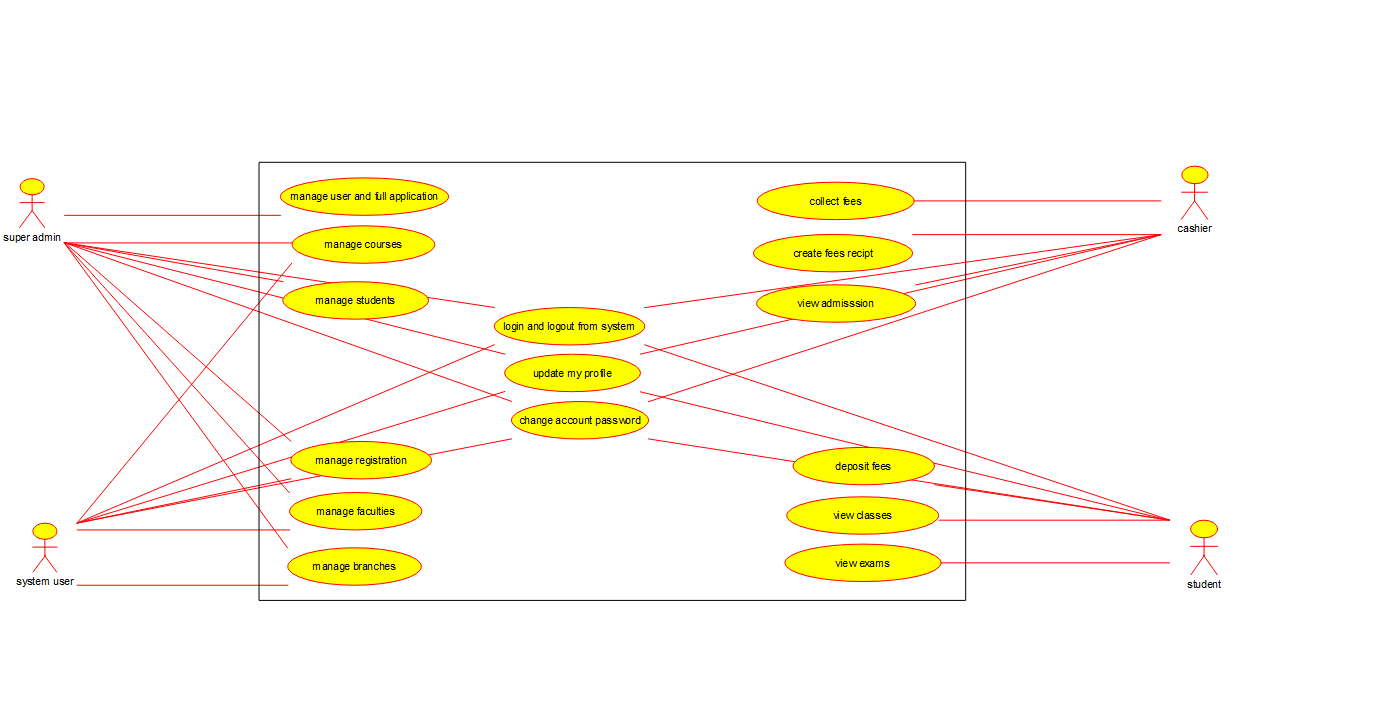 super admin
system user
manage user and full application
manage courses
manage students
manage registration
manage faculties
manage branches
login and logout from system
update my profile
change account password
collect fees
create fees recipt
view admisssion
deposit fees
view classes
view exams
cashier
student